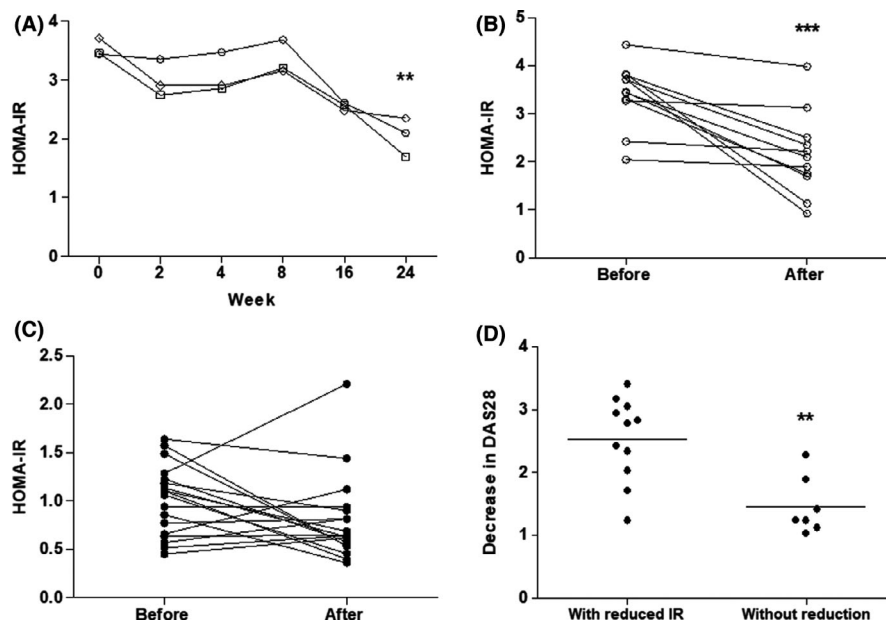 (A)
4
3
2
1
0
HOMA-IR
**
0 2 4 8 16 24
Week
(B)
5
4
3
2
1
0
HOMA-IR
***
Before After
(C)
2.5
2.0
1.5
1.0
0.5
0.0
HOMA-IR
Before After
(D)
4
3
2
1
0
Decrease in DAS28
**
With reduced IR Without reduction